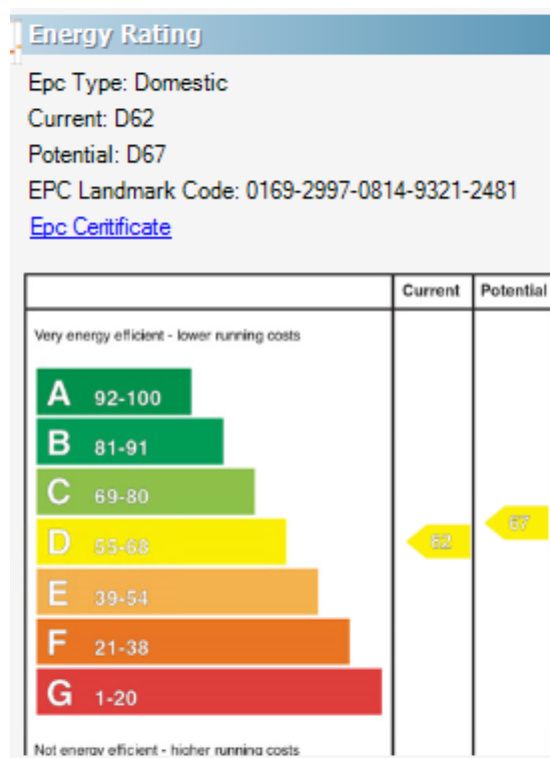 Energy Rating
Epc Type: Domestic
Current: D62
Potential: D67
EPC Landmark Code: 0169-2997-0814-9321-2481
Epc Ceritificate
Current Potential
Very energy efficient - lower running costs
A 92-100
B 81-91
C 69-80
D 55-68 62 67
E 39-54
F 21-38
G 1-20
Not energy efficient - higher running costs